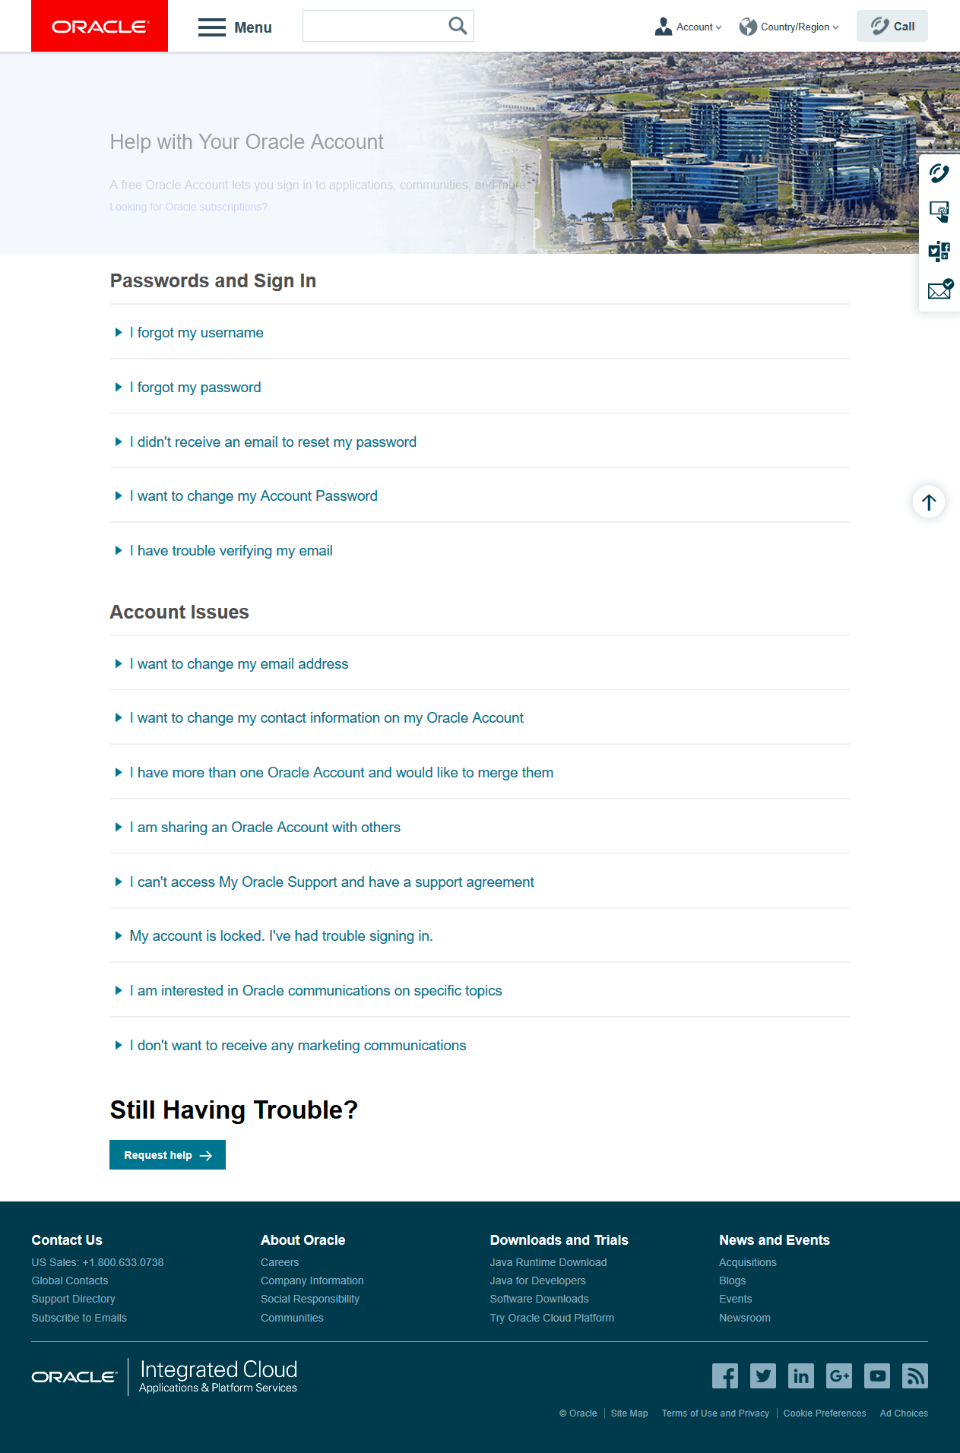 ORACLE
Menu
Account
Country/Region
Call
Help with Your Oracle Account
A free Oracle Account lets you sign in to applications, communities, and more.
Looking for Oracle subscriptions?
Passwords and Sign In
I forgot my username
I forgot my password
I didn't receive an email to reset my password
I want to change my Account Password
I have trouble verifying my email
Account Issues
I want to change my email address
I want to change my contact information on my Oracle Account
I have more than one Oracle Account and would like to merge them
I am sharing an Oracle Account with others
I can't access My Oracle Support and have a support agreement
My account is locked. I've had trouble signing in.
I am interested in Oracle communications on specific topics
I don't want to receive any marketing communications
Still Having Trouble?
Request help
Contact Us
US Sales: +1.800.633.0738
Global Contacts
Support Directory
Subscribe to Emails
About Oracle
Careers
Company Information
Social Responsibility
Communities
Downloads and Trials
Java Runtime Download
Java for Developers
Software Downloads
Try Oracle Cloud Platform
News and Events
Acquisitions
Blogs
Events
Newsroom
ORACLE
Integrated Cloud
Applications & Platform Services
© Oracle | Site Map
Terms of Use and Privacy | Cookie Preferences
Ad Choices